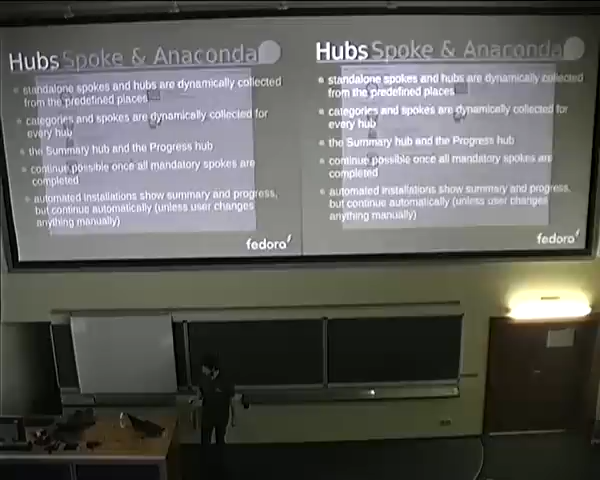 Hubs Spoke & Anaconda
standalone spokes and hubs are dynamically collected
from the predefined places
categories and spokes are dynamically collected for
every hub
the Summary hub and the Progress hub
continue possible once all mandatory spokes are
completed
automated installations show summary and progress,
but continue automatically (unless user changes
anything manually)
fedora
Hubs Spoke & Anaconda
standalone spokes and hubs are dynamically collected
from the predefined places
categories and spokes are dynamically collected for
every hub
the Summary hub and the Progress hub
continue possible once all mandatory spokes are
completed
automated installations show summary and progress,
but continue automatically (unless user changes
anything manually)
fedora